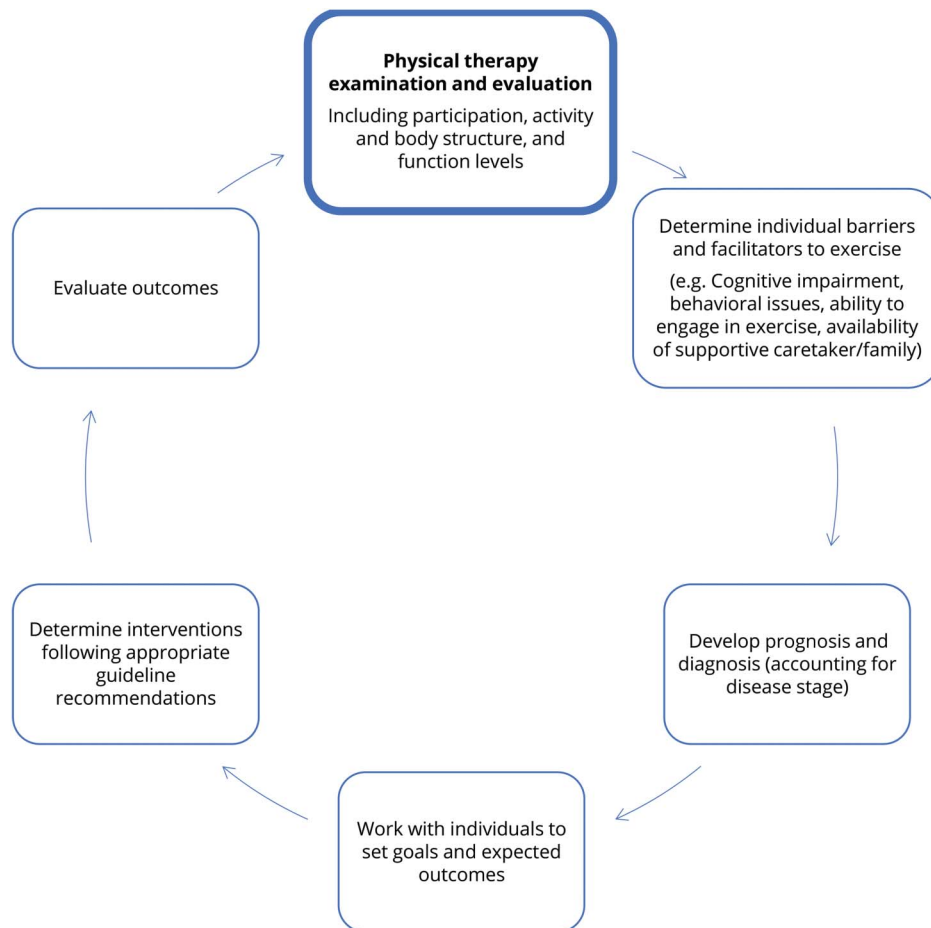 Physical therapy
examination and evaluation
Including participation, activity
and body structure, and
function levels
Determine individual barriers
and facilitators to exercise
(e.g. Cognitive impairment,
behavioral issues, ability to
engage in exercise, availability
of supportive caretaker/family)
Develop prognosis and
diagnosis (accounting for
disease stage)
Work with individuals to
set goals and expected
outcomes
Determine interventions
following appropriate
guideline
recommendations
Evaluate outcomes